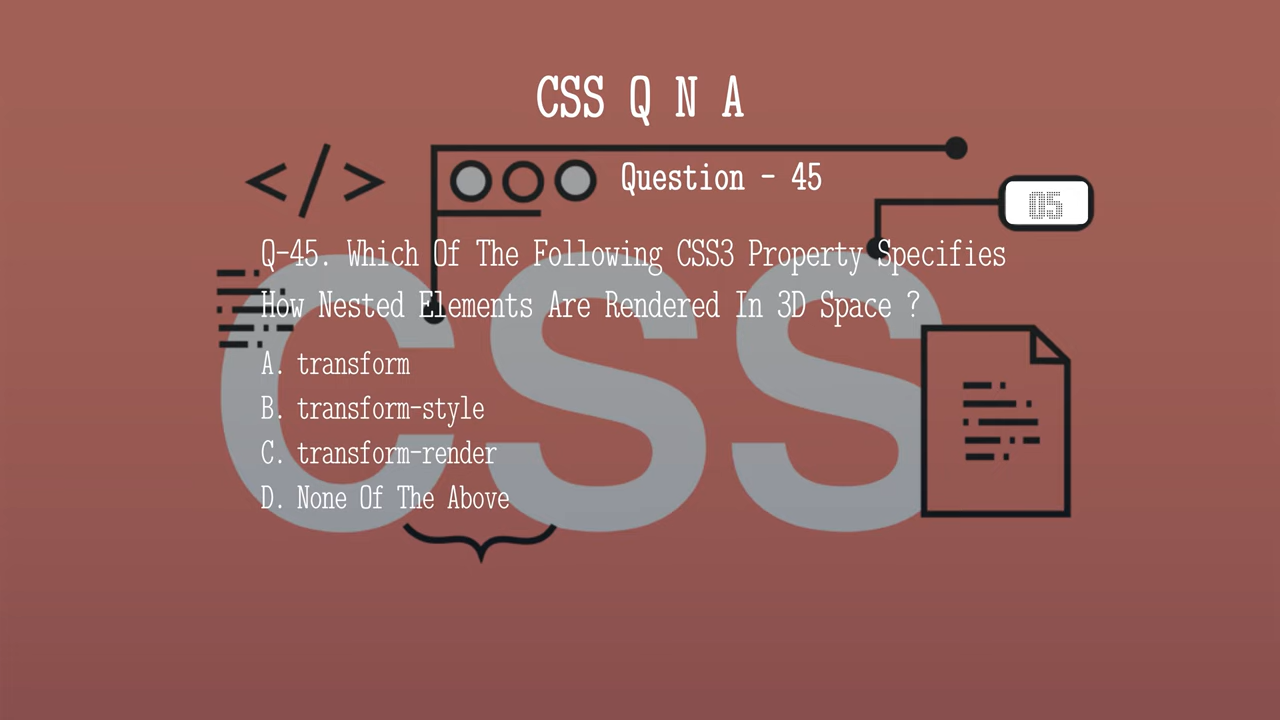 CSS Q N A
</>
Question - 45
05
Q-45. Which Of The Following CSS3 Property Specifies
How Nested Elements Are Rendered In 3D Space ?
CSS
A. transform
B. transform-style
C. transform-render
D. None Of The Above